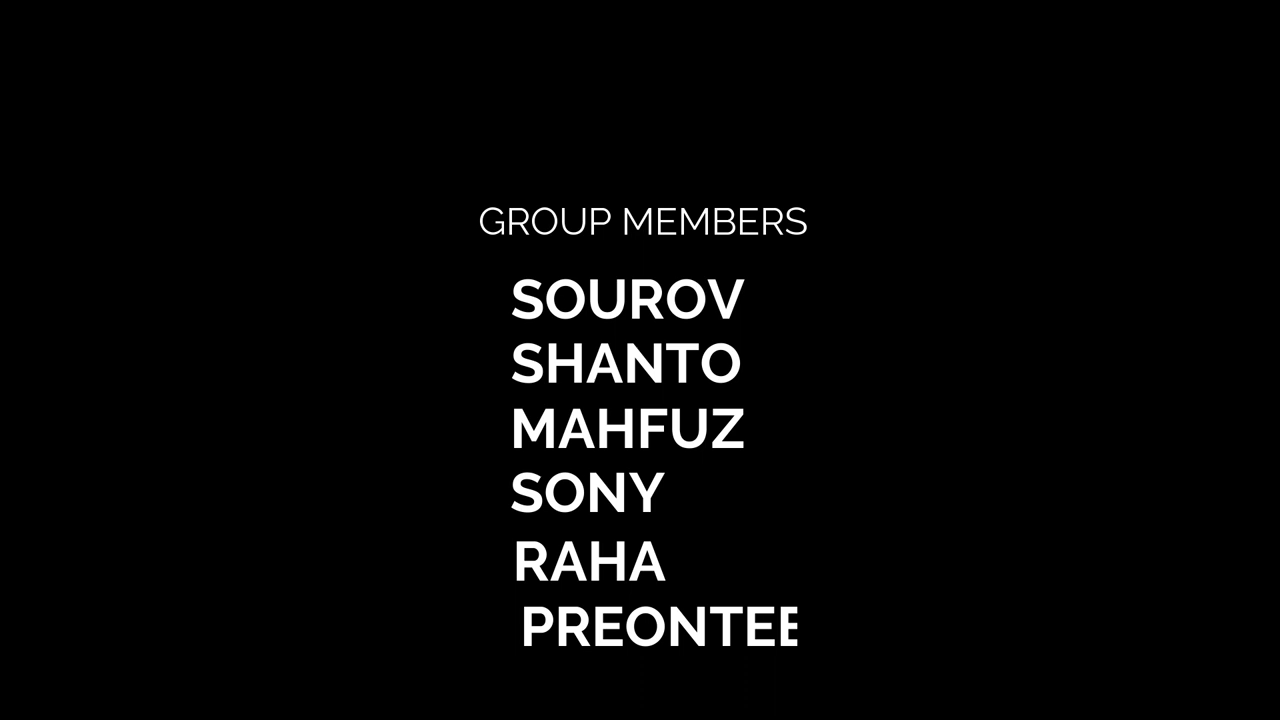 GROUP MEMBERS
SOUROV
SHANTO
MAHFUZ
SONY
RAHA
PREONTEE